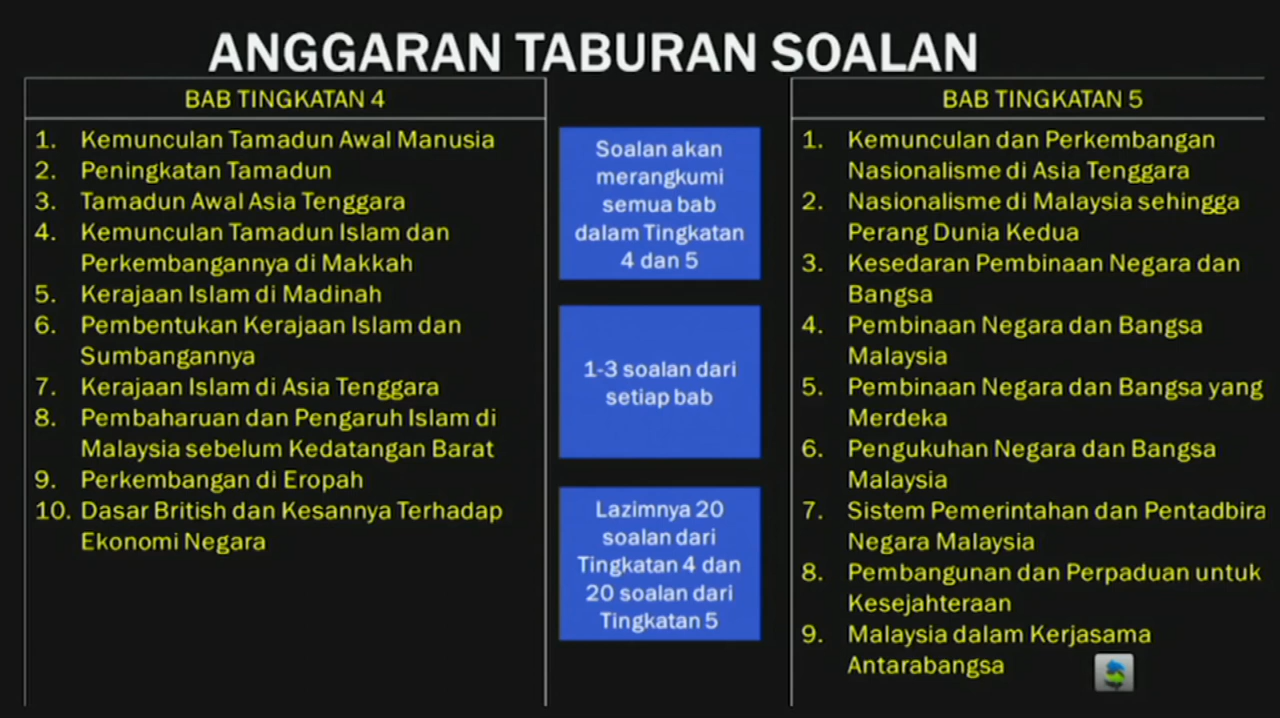 ANGGARAN TABURAN SOALAN
BAB TINGKATAN 4
1. Kemunculan Tamadun Awal Manusia
2. Peningkatan Tamadun
3. Tamadun Awal Asia Tenggara
4. Kemunculan Tamadun Islam dan
Perkembangannya di Makkah
5. Kerajaan Islam di Madinah
6. Pembentukan Kerajaan Islam dan
Sumbangannya
7. Kerajaan Islam di Asia Tenggara
8. Pembaharuan dan Pengaruh Islam di
Malaysia sebelum Kedatangan Barat
9. Perkembangan di Eropah
10. Dasar British dan Kesannya Terhadap
Ekonomi Negara
Soalan akan
merangkumi
semua bab
dalam Tingkatan
4 dan 5
1-3 soalan dari
setiap bab
Lazimnya 20
soalan dari
Tingkatan 4 dan
20 soalan dari
Tingkatan 5
BAB TINGKATAN 5
1. Kemunculan dan Perkembangan
Nasionalisme di Asia Tenggara
2. Nasionalisme di Malaysia sehingga
Perang Dunia Kedua
3. Kesedaran Pembinaan Negara dan
Bangsa
4. Pembinaan Negara dan Bangsa
Malaysia
5. Pembinaan Negara dan Bangsa yang
Merdeka
6. Pengukuhan Negara dan Bangsa
Malaysia
7. Sistem Pemerintahan dan Pentadbira
Negara Malaysia
8. Pembangunan dan Perpaduan untuk
Kesejahteraan
9. Malaysia dalam Kerjasama
Antarabangsa